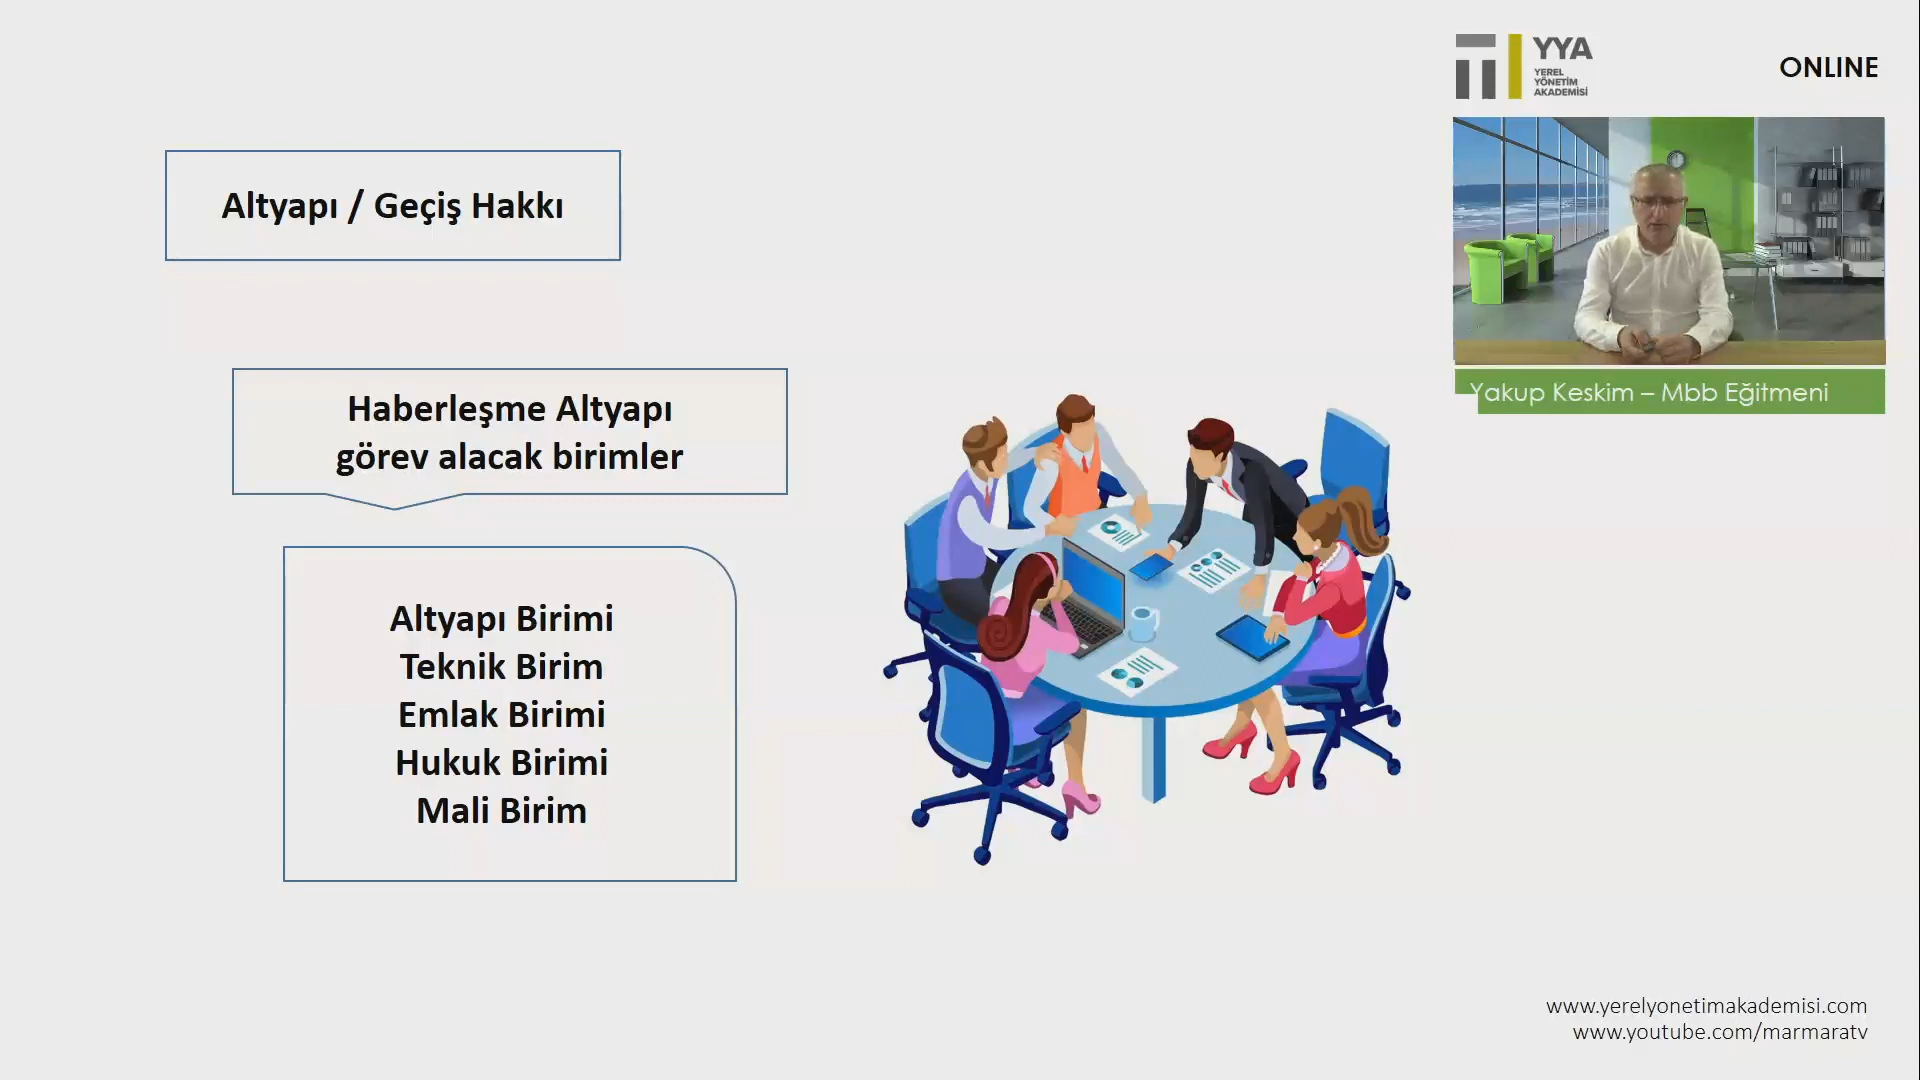 YYA
YEREL
YÖNETİM
AKADEMİSİ
ONLINE
Altyapı / Geçiş Hakkı
Yakup Keskim – Mbb Eğitmeni
Haberleşme Altyapı
görev alacak birimler
Altyapı Birimi
Teknik Birim
Emlak Birimi
Hukuk Birimi
Mali Birim
www.yerelyonetimakademisi.com
www.youtube.com/marmaratv